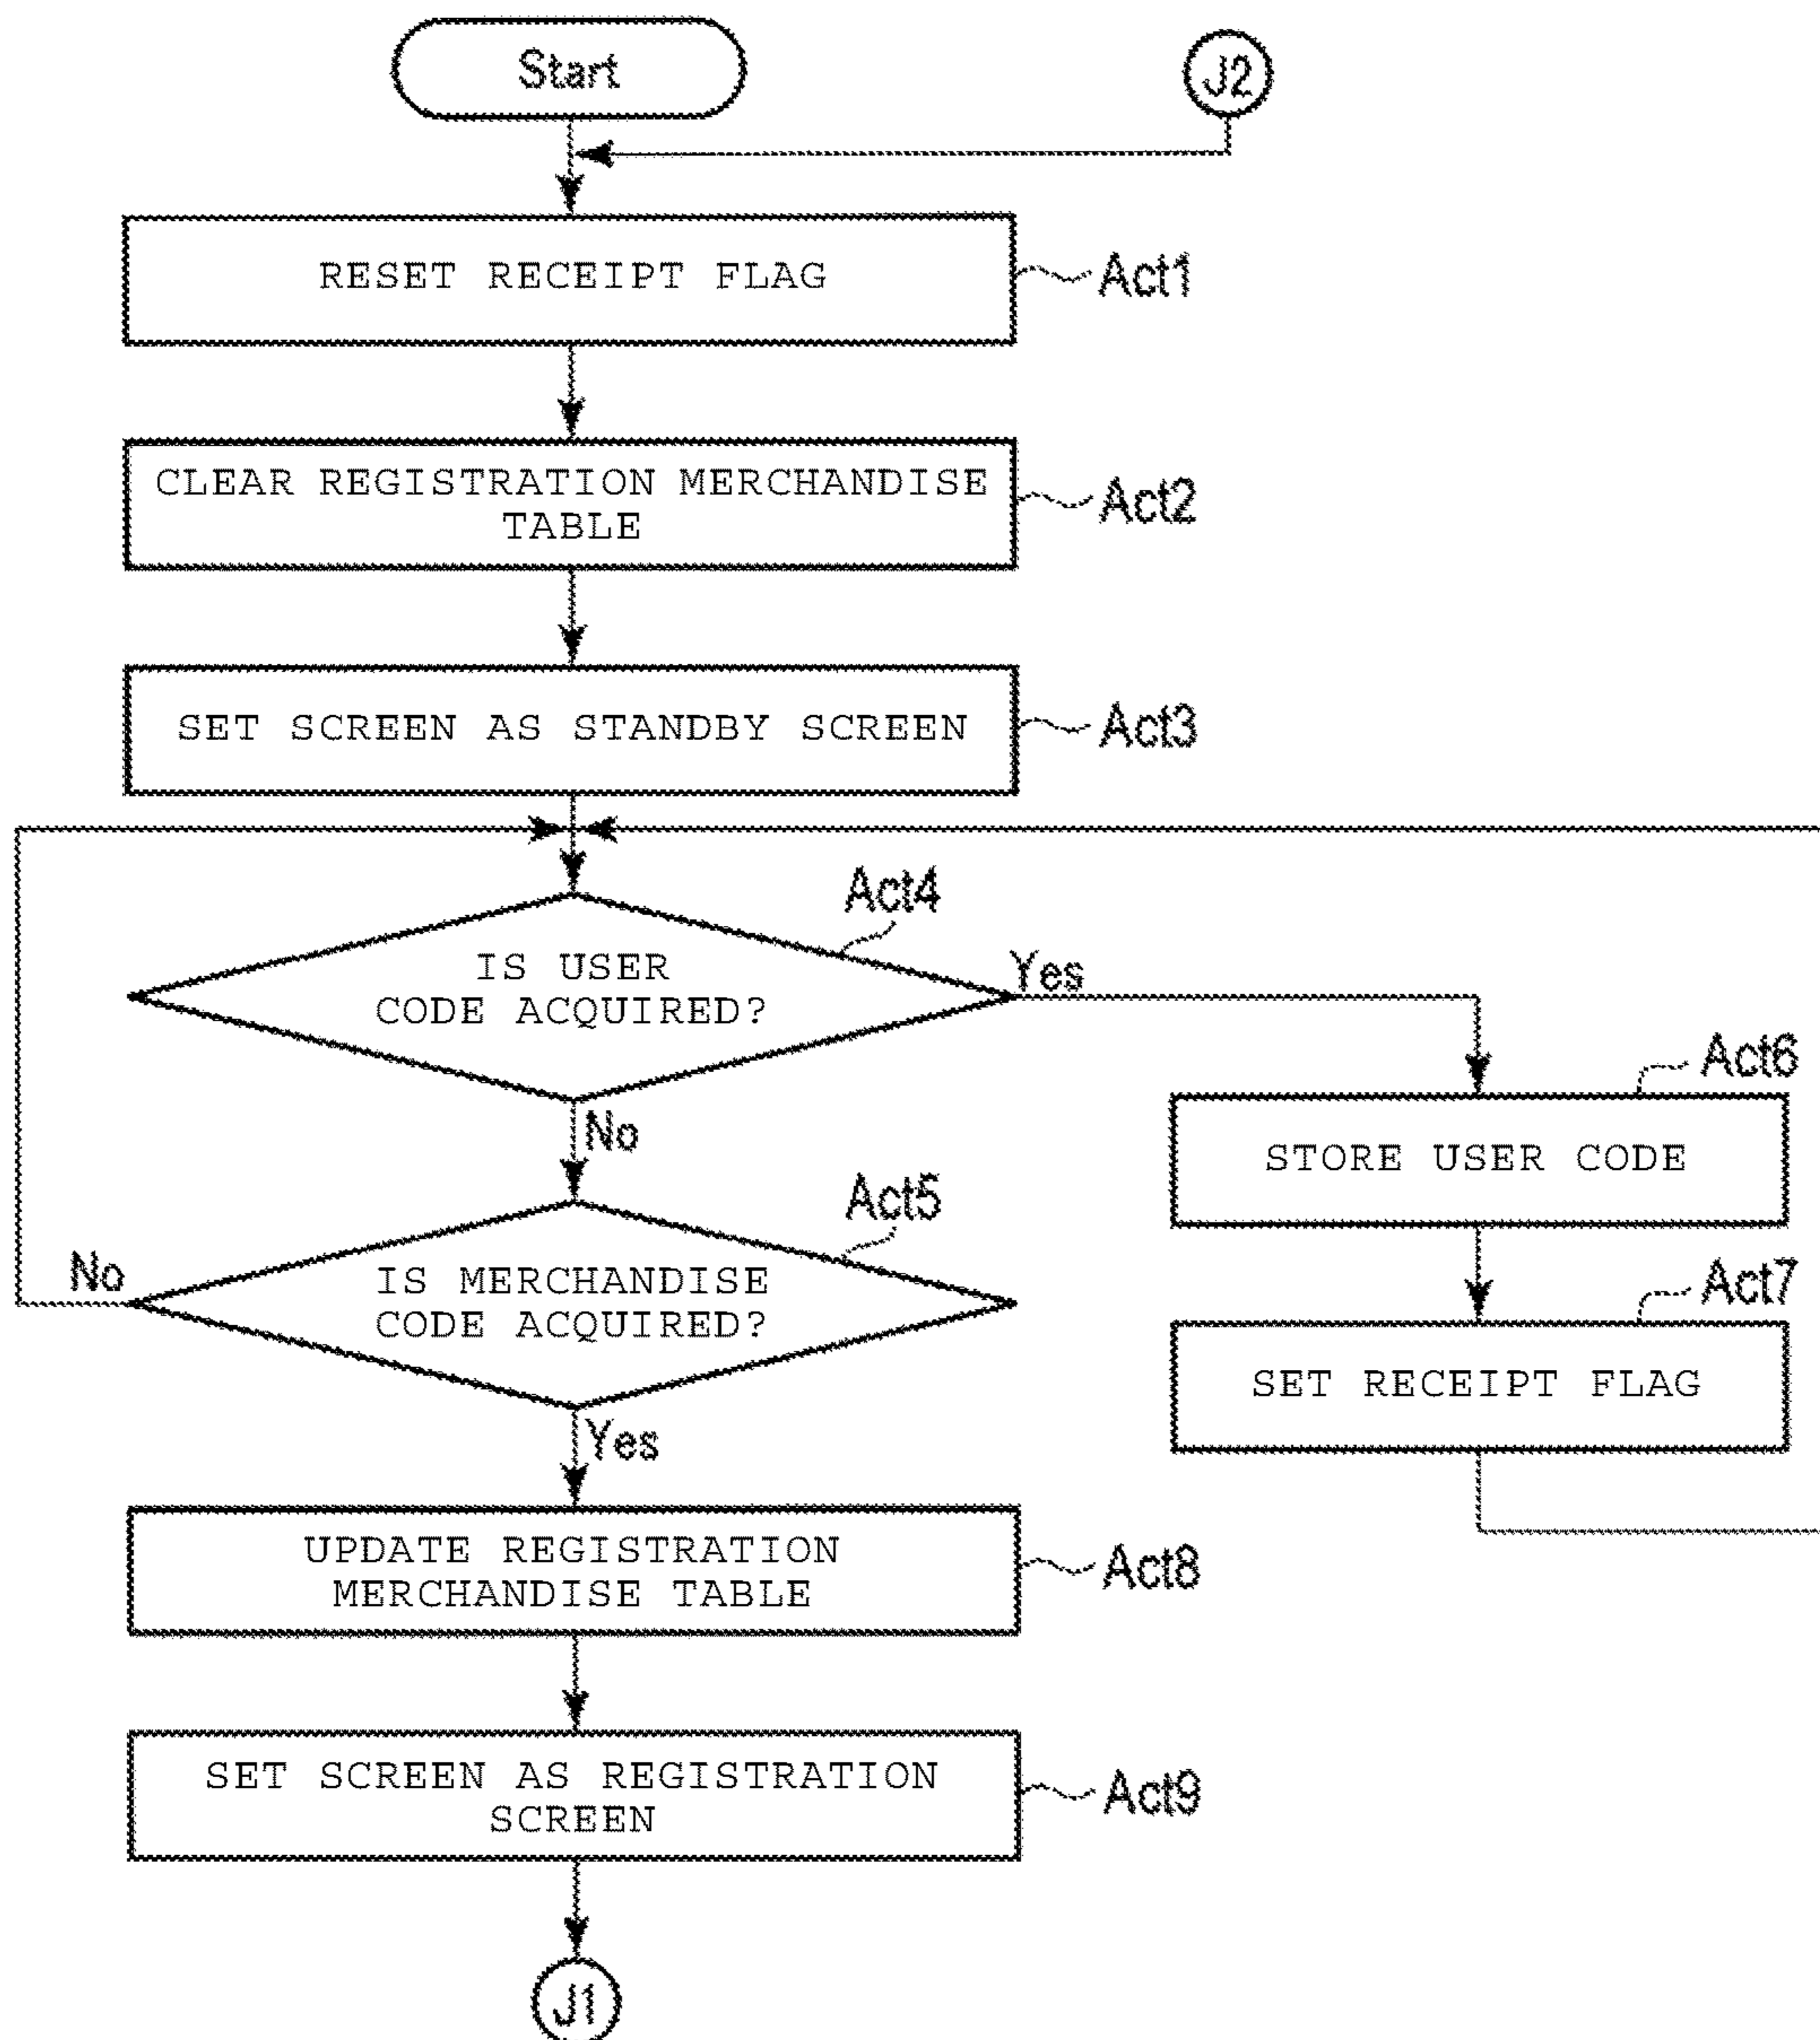 Start
J2
RESET RECEIPT FLAG
Act1
CLEAR REGISTRATION MERCHANDISE
TABLE
Act2
SET SCREEN AS STANDBY SCREEN
Act3
Act4
IS USER
CODE ACQUIRED?
Yes
No
Act6
STORE USER CODE
Act5
IS MERCHANDISE
CODE ACQUIRED?
No
Yes
Act7
SET RECEIPT FLAG
UPDATE REGISTRATION
MERCHANDISE TABLE
Act8
SET SCREEN AS REGISTRATION
SCREEN
Act9
J1